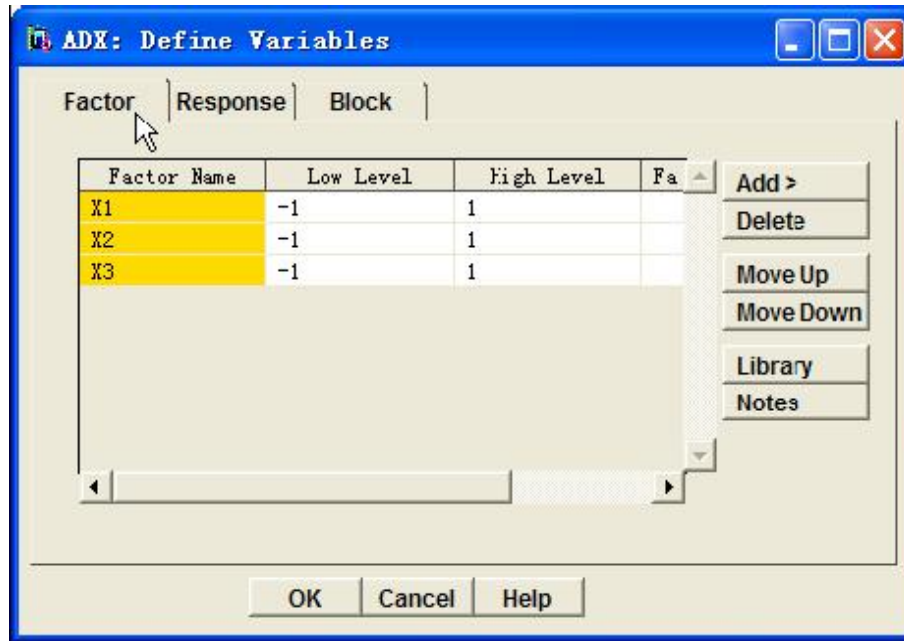 ADX: Define Variables
Factor Response Block
Factor Name Low Level High Level Fa
X1 -1 1
X2 -1 1
X3 -1 1
Add >
Delete
Move Up
Move Down
Library
Notes
OK Cancel Help